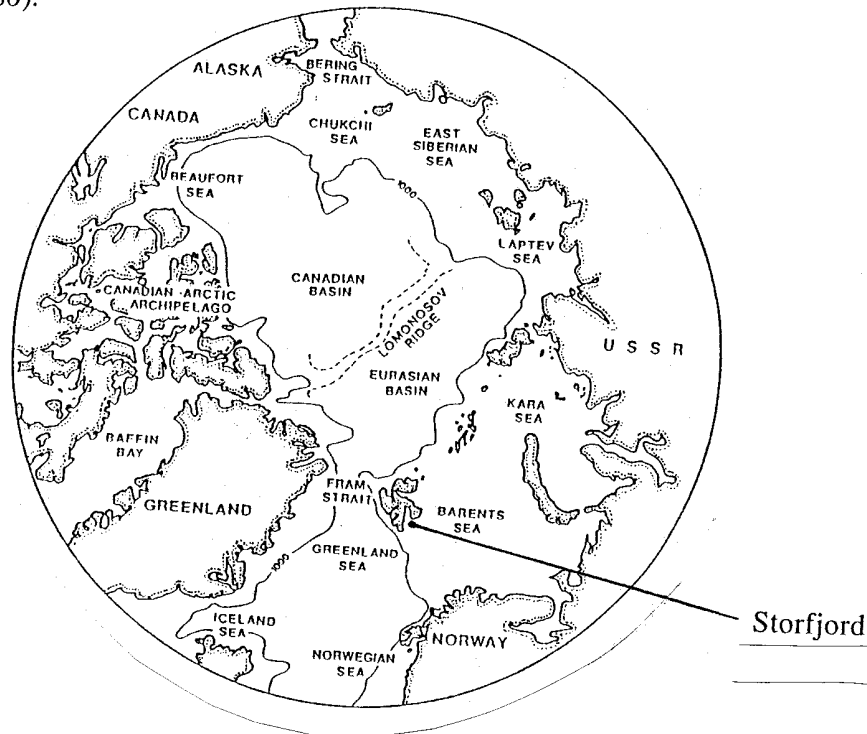 ALASKA
BERING
STRAIT
CANADA
CHUKCHI
SEA
EAST
SIBERIAN
SEA
BEAUFORT
SEA
1000
LAPTEV
SEA
CANADIAN
BASIN
CANADIAN ARCTIC
ARCHIPELAGO
LOMONOSOV
RIDGE
U S S R
EURASIAN
BASIN
KARA
SEA
BAFFIN
BAY
FRAM
STRAIT
GREENLAND
BARENTS
SEA
GREENLAND
SEA
1000
ICELAND
SEA
NORWAY
Storfjord
NORWEGIAN
SEA